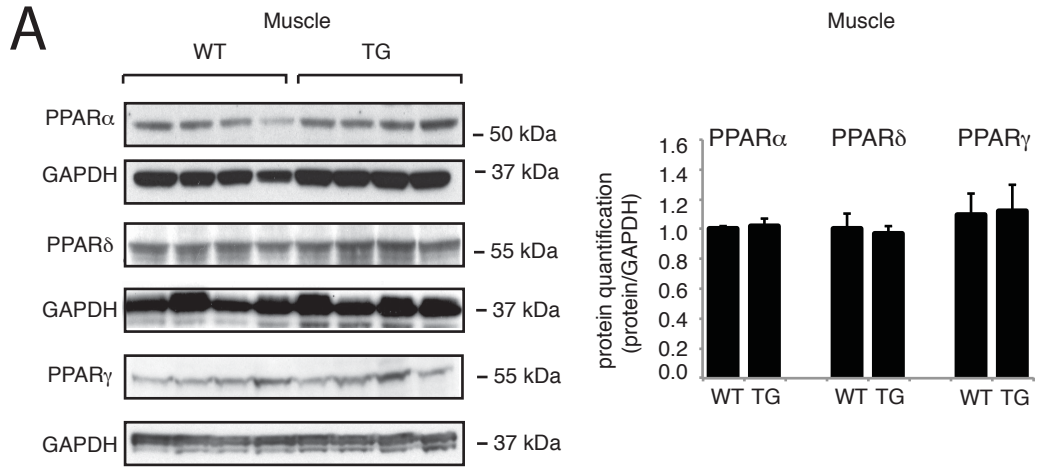 A
Muscle
WT TG
PPARα
– 50 kDa
GAPDH
– 37 kDa
PPARδ
– 55 kDa
GAPDH
– 37 kDa
PPARγ
– 55 kDa
GAPDH
– 37 kDa
Muscle
PPARα PPARδ PPARγ
protein quantification
(protein/GAPDH)
1.6
1.4
1.2
1.0
0.8
0.6
0.4
0.2
0.0
WT TG WT TG WT TG